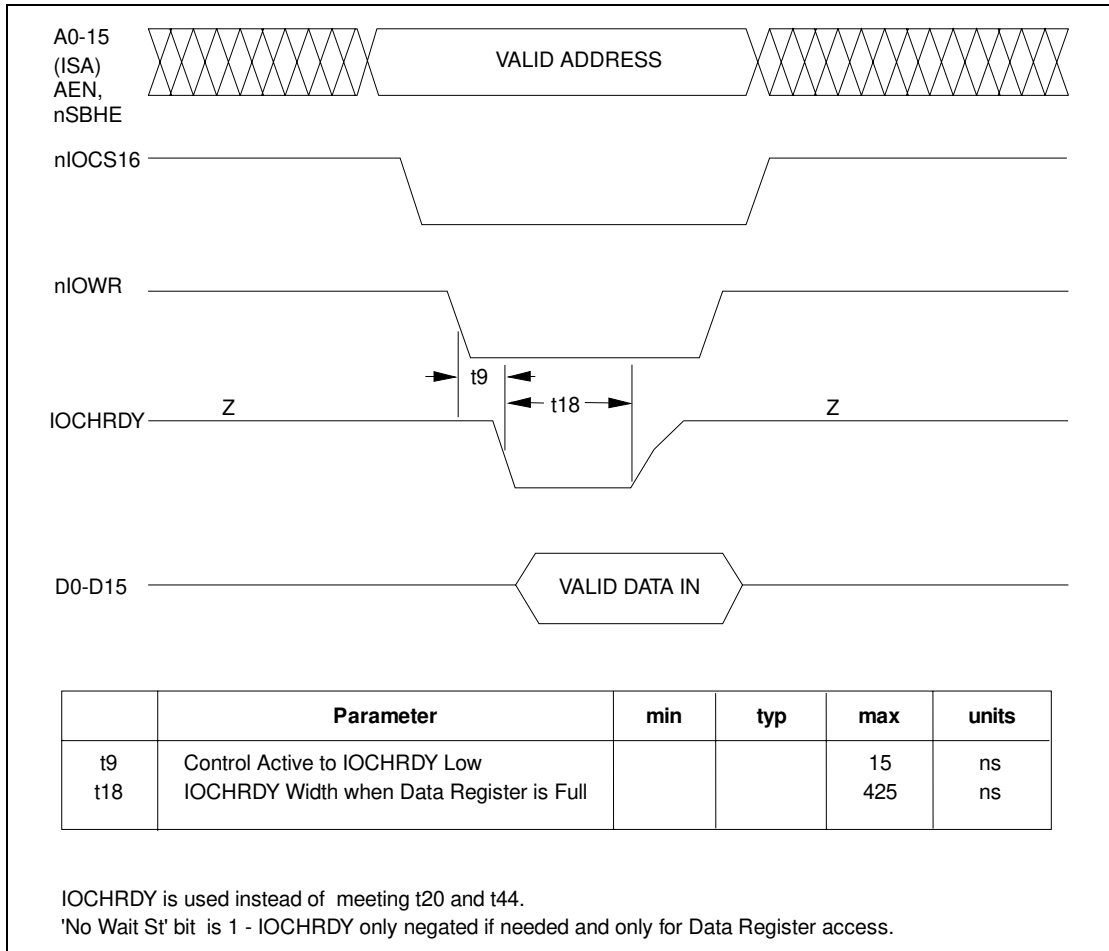 A0-15
(ISA)
AEN,
nSBHE
VALID ADDRESS
nIOCS16
nIOWR
t9
t18
IOCHRDY
Z
Z
D0-D15
VALID DATA IN
Parameter min typ max units
t9 Control Active to IOCHRDY Low 15 ns
t18 IOCHRDY Width when Data Register is Full 425 ns
IOCHRDY is used instead of meeting t20 and t44.
'No Wait St' bit is 1 - IOCHRDY only negated if needed and only for Data Register access.